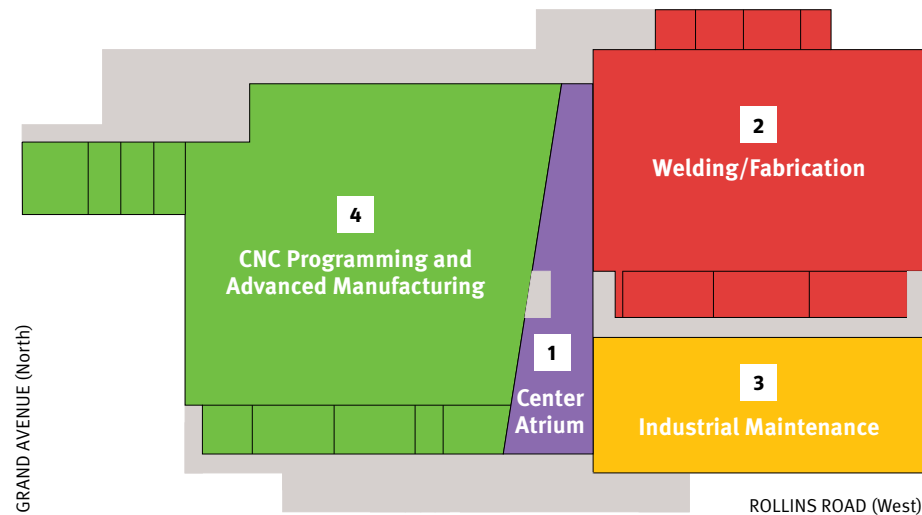 2
Welding/Fabrication
4
CNC Programming and
Advanced Manufacturing
1
Center
Atrium
3
Industrial Maintenance
GRAND AVENUE (North)
ROLLINS ROAD (West)